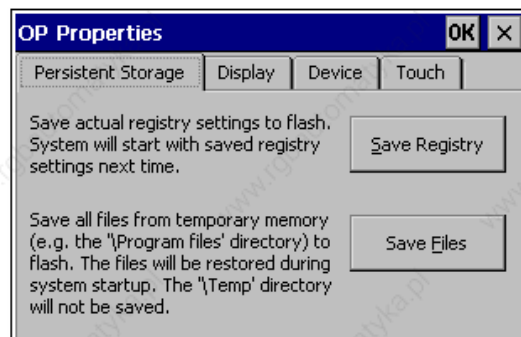 OP Properties OK ×
Persistent Storage Display Device Touch
Save actual registry settings to flash.
System will start with saved registry
settings next time.
Save Registry
Save all files from temporary memory
(e.g. the '\Program files' directory) to
flash. The files will be restored during
system startup. The '\Temp' directory
will not be saved.
Save Files